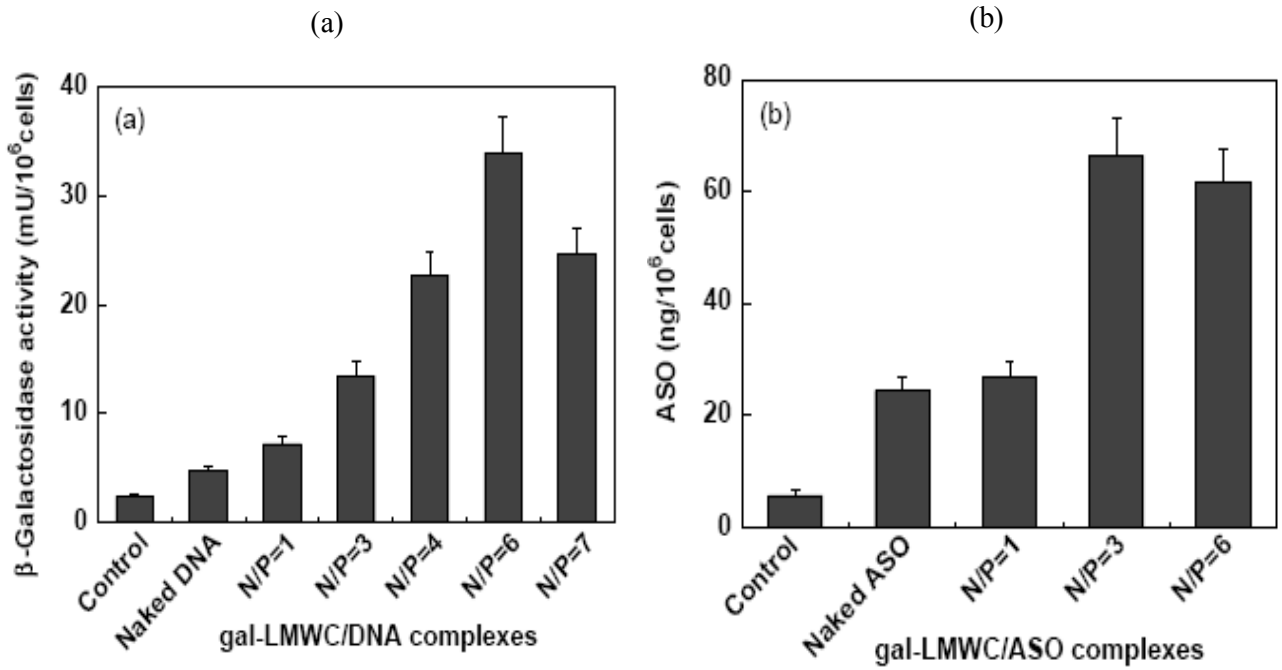 (a)
(b)
β-Galactosidase activity (mU/10⁶cells)
40
30
20
10
0
(a)
Control
Naked DNA
N/P=1
N/P=3
N/P=4
N/P=6
N/P=7
gal-LMWC/DNA complexes
ASO (ng/10⁶cells)
80
60
40
20
0
(b)
Control
Naked ASO
N/P=1
N/P=3
N/P=6
gal-LMWC/ASO complexes